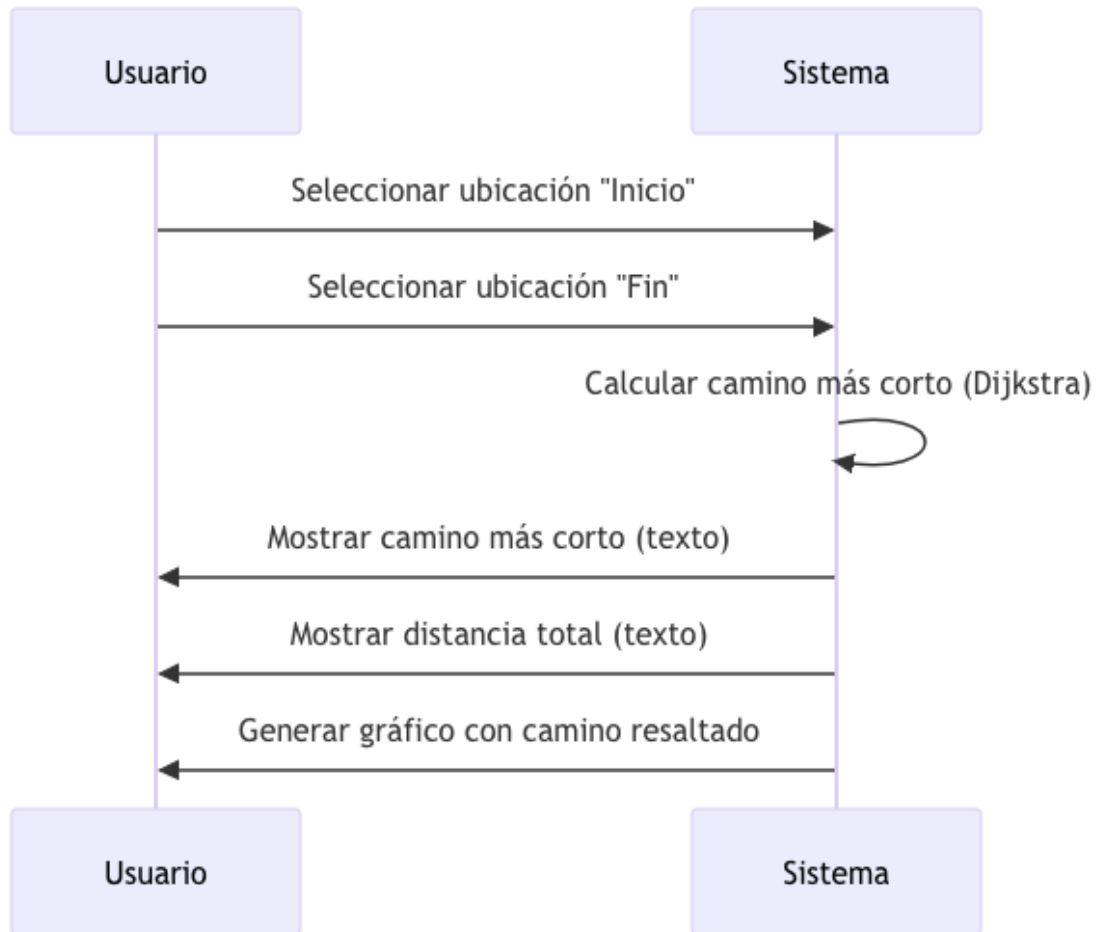 Usuario
Sistema
Seleccionar ubicación "Inicio"
Seleccionar ubicación "Fin"
Calcular camino más corto (Dijkstra)
Mostrar camino más corto (texto)
Mostrar distancia total (texto)
Generar gráfico con camino resaltado
Usuario
Sistema